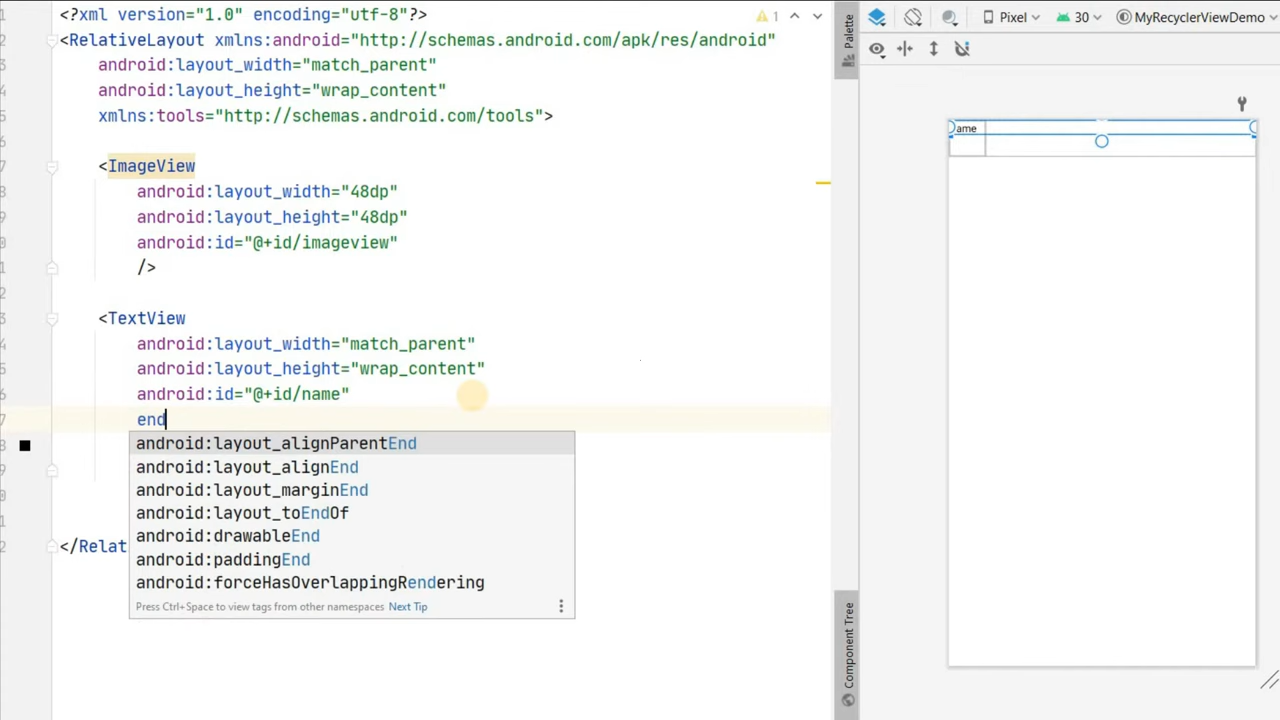 <?xml version="1.0" encoding="utf-8"?>
<RelativeLayout xmlns:android="http://schemas.android.com/apk/res/android"
android:layout_width="match_parent"
android:layout_height="wrap_content"
xmlns:tools="http://schemas.android.com/tools">
<ImageView
android:layout_width="48dp"
android:layout_height="48dp"
android:id="@+id/imageview"
/>
<TextView
android:layout_width="match_parent"
android:layout_height="wrap_content"
android:id="@+id/name"
end
android:layout_alignParentEnd
android:layout_alignEnd
android:layout_marginEnd
android:layout_toEndOf
android:drawableEnd
android:paddingEnd
android:forceHasOverlappingRendering
Press Ctrl+Space to view tags from other namespaces Next Tip
</Relat
1
Palette
Component Tree
Pixel 30 MyRecyclerViewDemo
ame